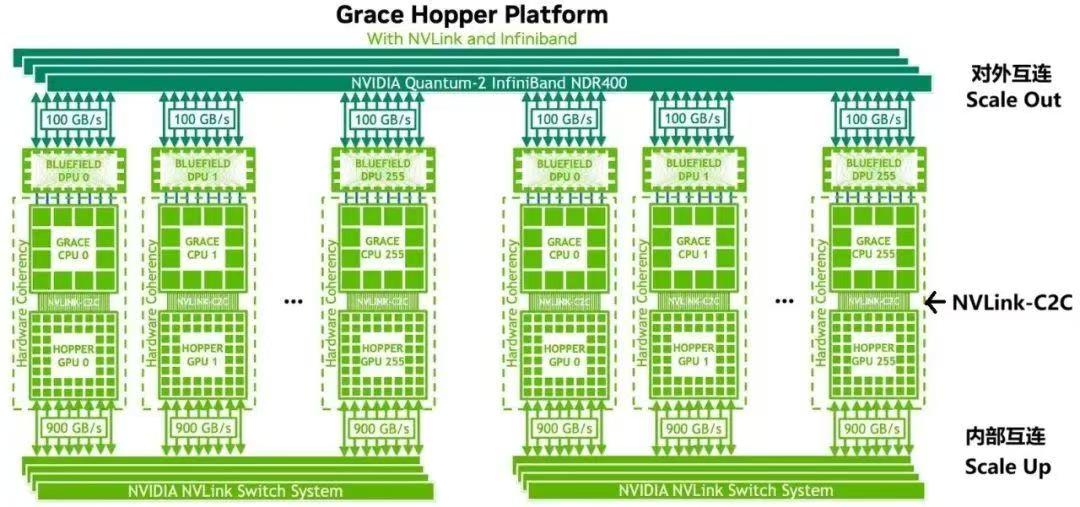 Grace Hopper Platform
With NVLink and Infiniband
NVIDIA Quantum-2 InfiniBand NDR400
对外互连
Scale Out
100 GB/s 100 GB/s 100 GB/s 100 GB/s 100 GB/s 100 GB/s
BLUEFIELD BLUEFIELD BLUEFIELD BLUEFIELD BLUEFIELD BLUEFIELD
DPU 0 DPU 1 DPU 255 DPU 0 DPU 1 DPU 255
Hardware Coherency Hardware Coherency Hardware Coherency Hardware Coherency Hardware Coherency Hardware Coherency
GRACE GRACE GRACE GRACE GRACE GRACE
CPU 0 CPU 1 CPU 255 CPU 0 CPU 1 CPU 255
NVLINK-C2C NVLINK-C2C ... NVLINK-C2C NVLINK-C2C NVLINK-C2C ... NVLINK-C2C
NVLink-C2C
HOPPER HOPPER HOPPER HOPPER HOPPER HOPPER
GPU 0 GPU 1 GPU 255 GPU 0 GPU 1 GPU 255
900 GB/s 900 GB/s 900 GB/s 900 GB/s 900 GB/s 900 GB/s
内部互连
Scale Up
NVIDIA NVLink Switch System NVIDIA NVLink Switch System